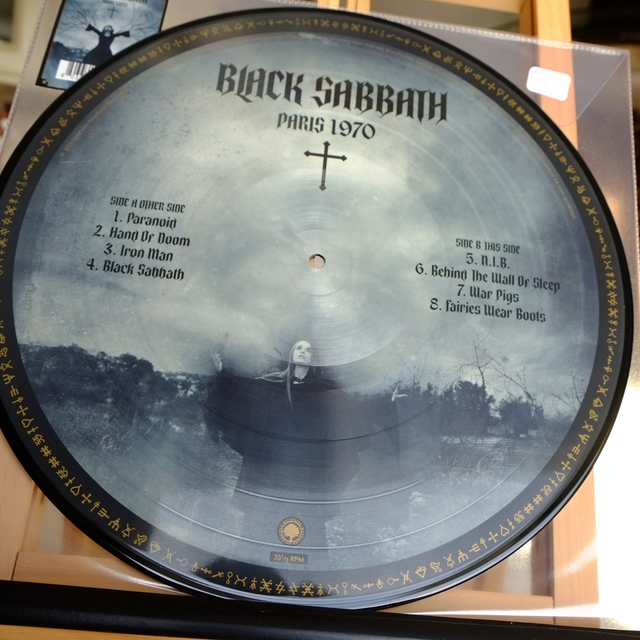 BLACK SABBATH
PARIS 1970
SIDE A OTHER SIDE
1. Paranoid
2. Hand Of Doom
3. Iron Man
4. Black Sabbath
SIDE B THIS SIDE
5. N.I.B.
6. Behind The Wall Of Sleep
7. War Pigs
8. Fairies Wear Boots
33 1/3 RPM